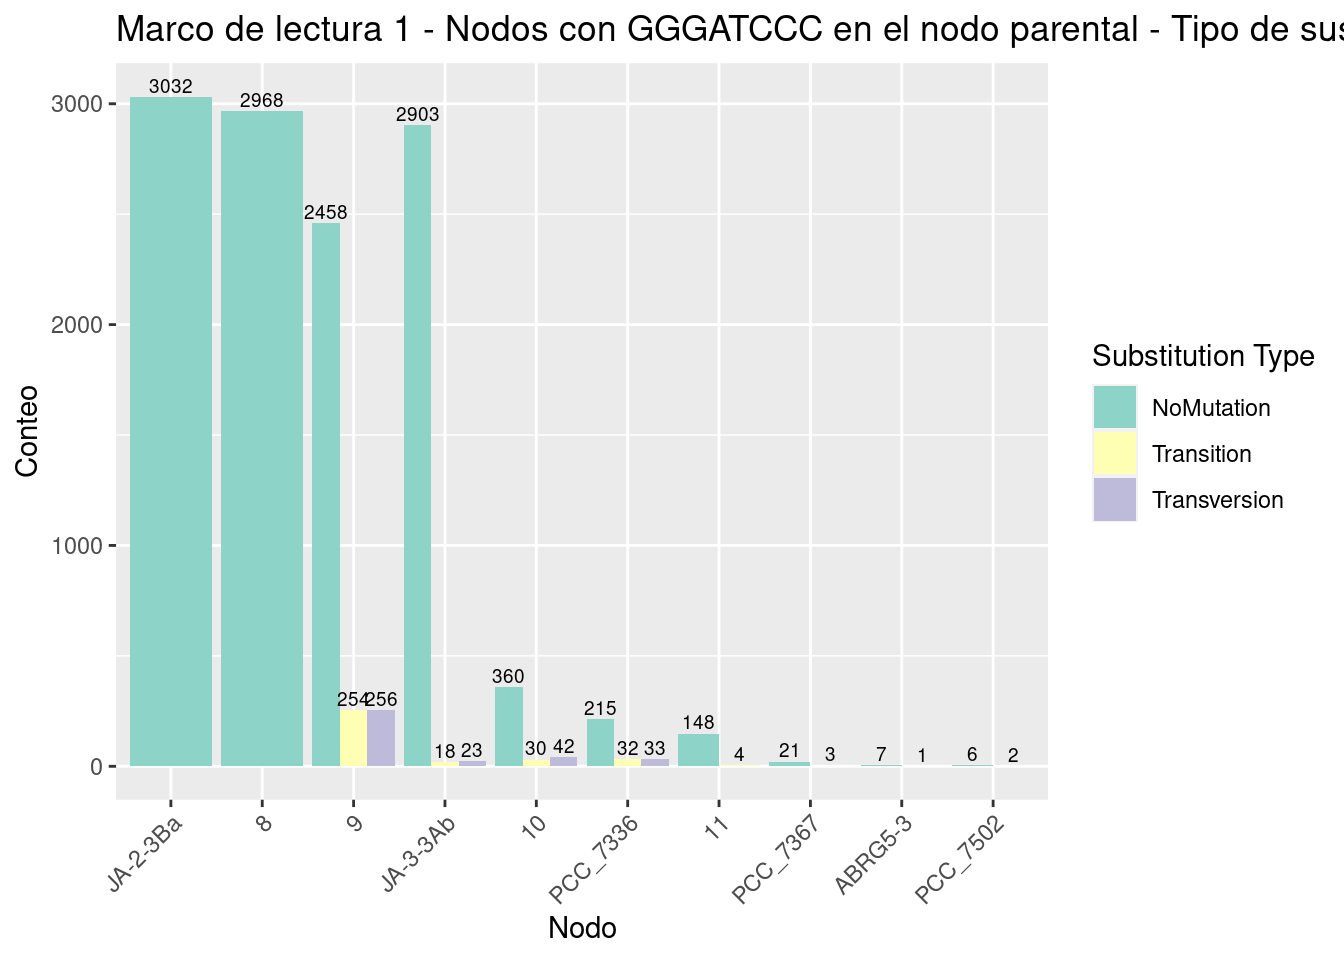 Marco de lectura 1 - Nodos con GGGATCCC en el nodo parental - Tipo de sus
3032
2968
2903
2458
254
256
18
23
360
30
42
215
32
33
148
4
21
3
7
1
6
2
3000
2000
1000
0
Conteo
JA-2-3Ba
8
9
JA-3-3Ab
10
PCC_7336
11
PCC_7367
ABRG5-3
PCC_7502
Nodo
Substitution Type
NoMutation
Transition
Transversion